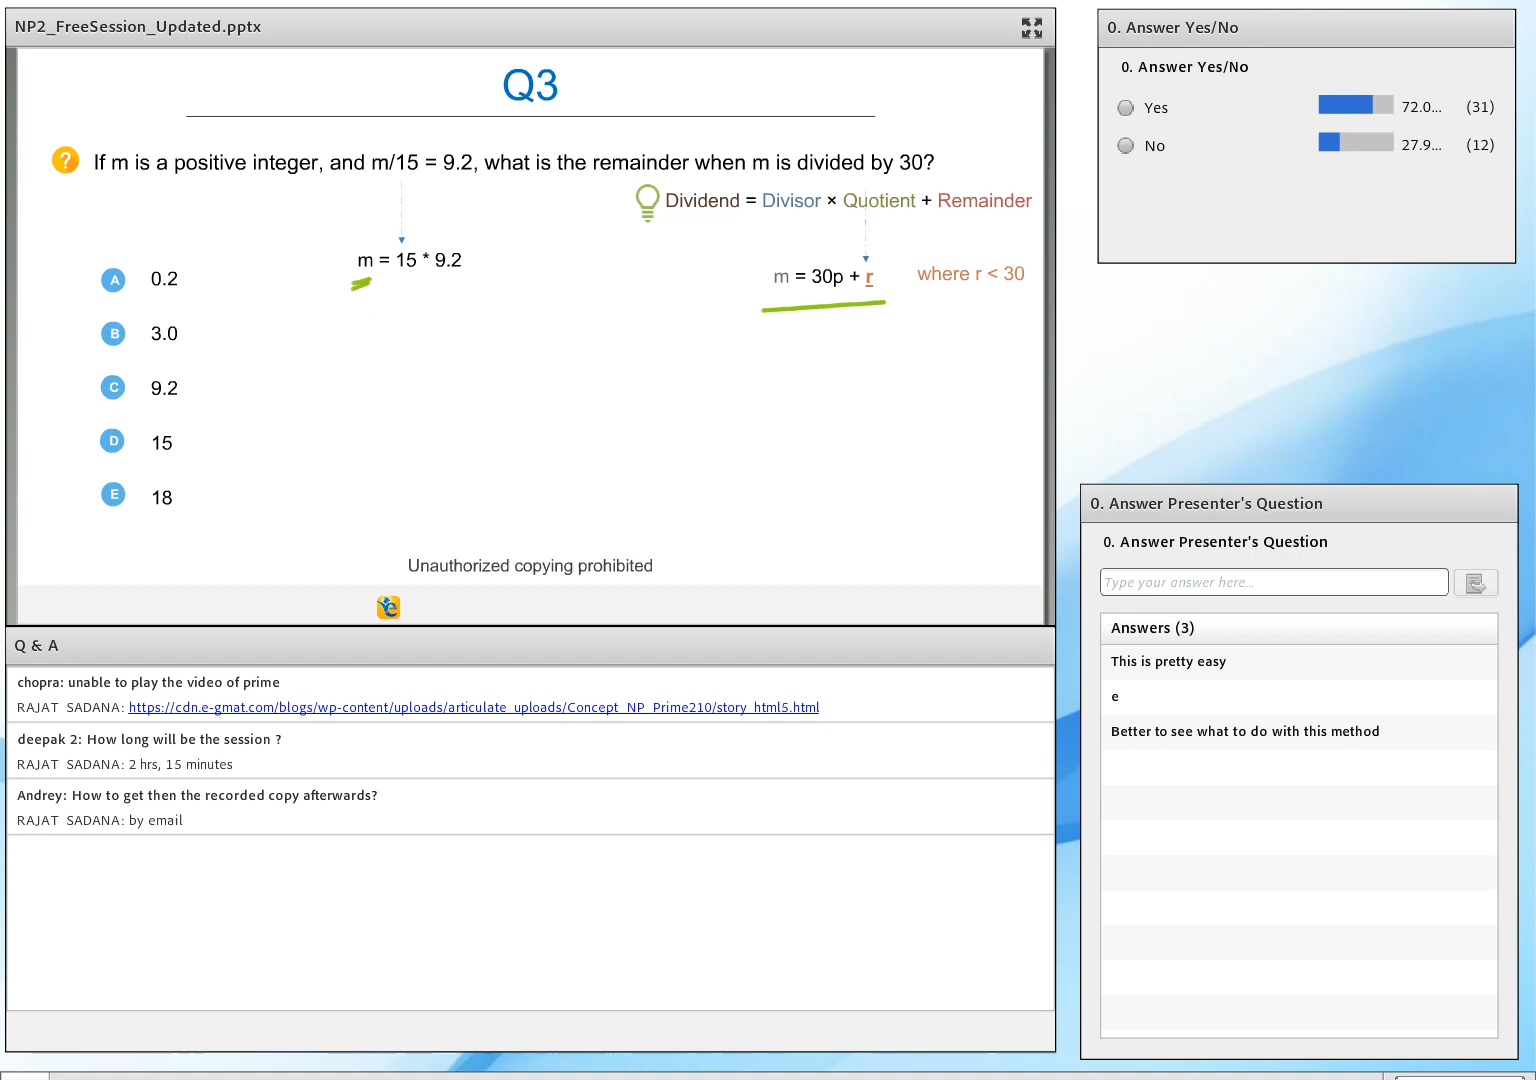 NP2_FreeSession_Updated.pptx
Q3
? If m is a positive integer, and m/15 = 9.2, what is the remainder when m is divided by 30?
Dividend = Divisor × Quotient + Remainder
m = 15 * 9.2
m = 30p + r
where r < 30
A 0.2
B 3.0
C 9.2
D 15
E 18
Unauthorized copying prohibited
e
Q & A
chopra: unable to play the video of prime
RAJAT SADANA: https://cdn.e-gmat.com/blogs/wp-content/uploads/articulate_uploads/Concept_NP_Prime210/story_html5.html
deepak 2: How long will be the session ?
RAJAT SADANA: 2 hrs, 15 minutes
Andrey: How to get then the recorded copy afterwards?
RAJAT SADANA: by email
0. Answer Yes/No
0. Answer Yes/No
Yes 72.0... (31)
No 27.9... (12)
0. Answer Presenter's Question
0. Answer Presenter's Question
Type your answer here...
Answers (3)
This is pretty easy
e
Better to see what to do with this method